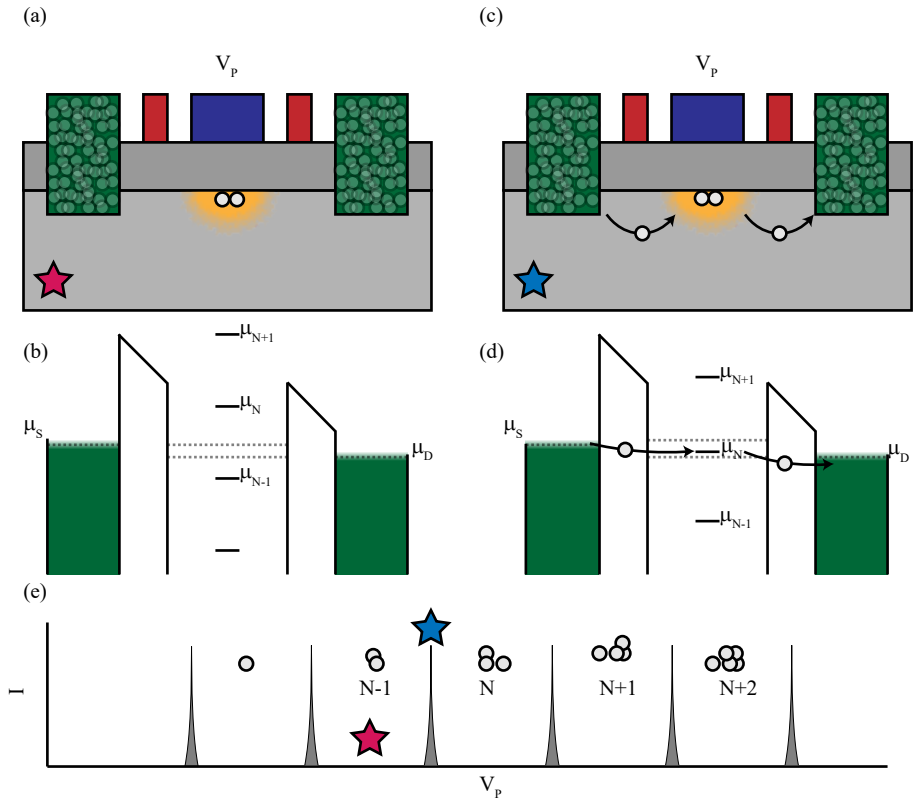 (a)
(c)
V_P
V_P
(b)
μ_N+1
μ_N
μ_S
μ_D
μ_N-1
(d)
μ_N+1
μ_S
μ_N
μ_D
μ_N-1
(e)
I
N-1
N
N+1
N+2
V_P